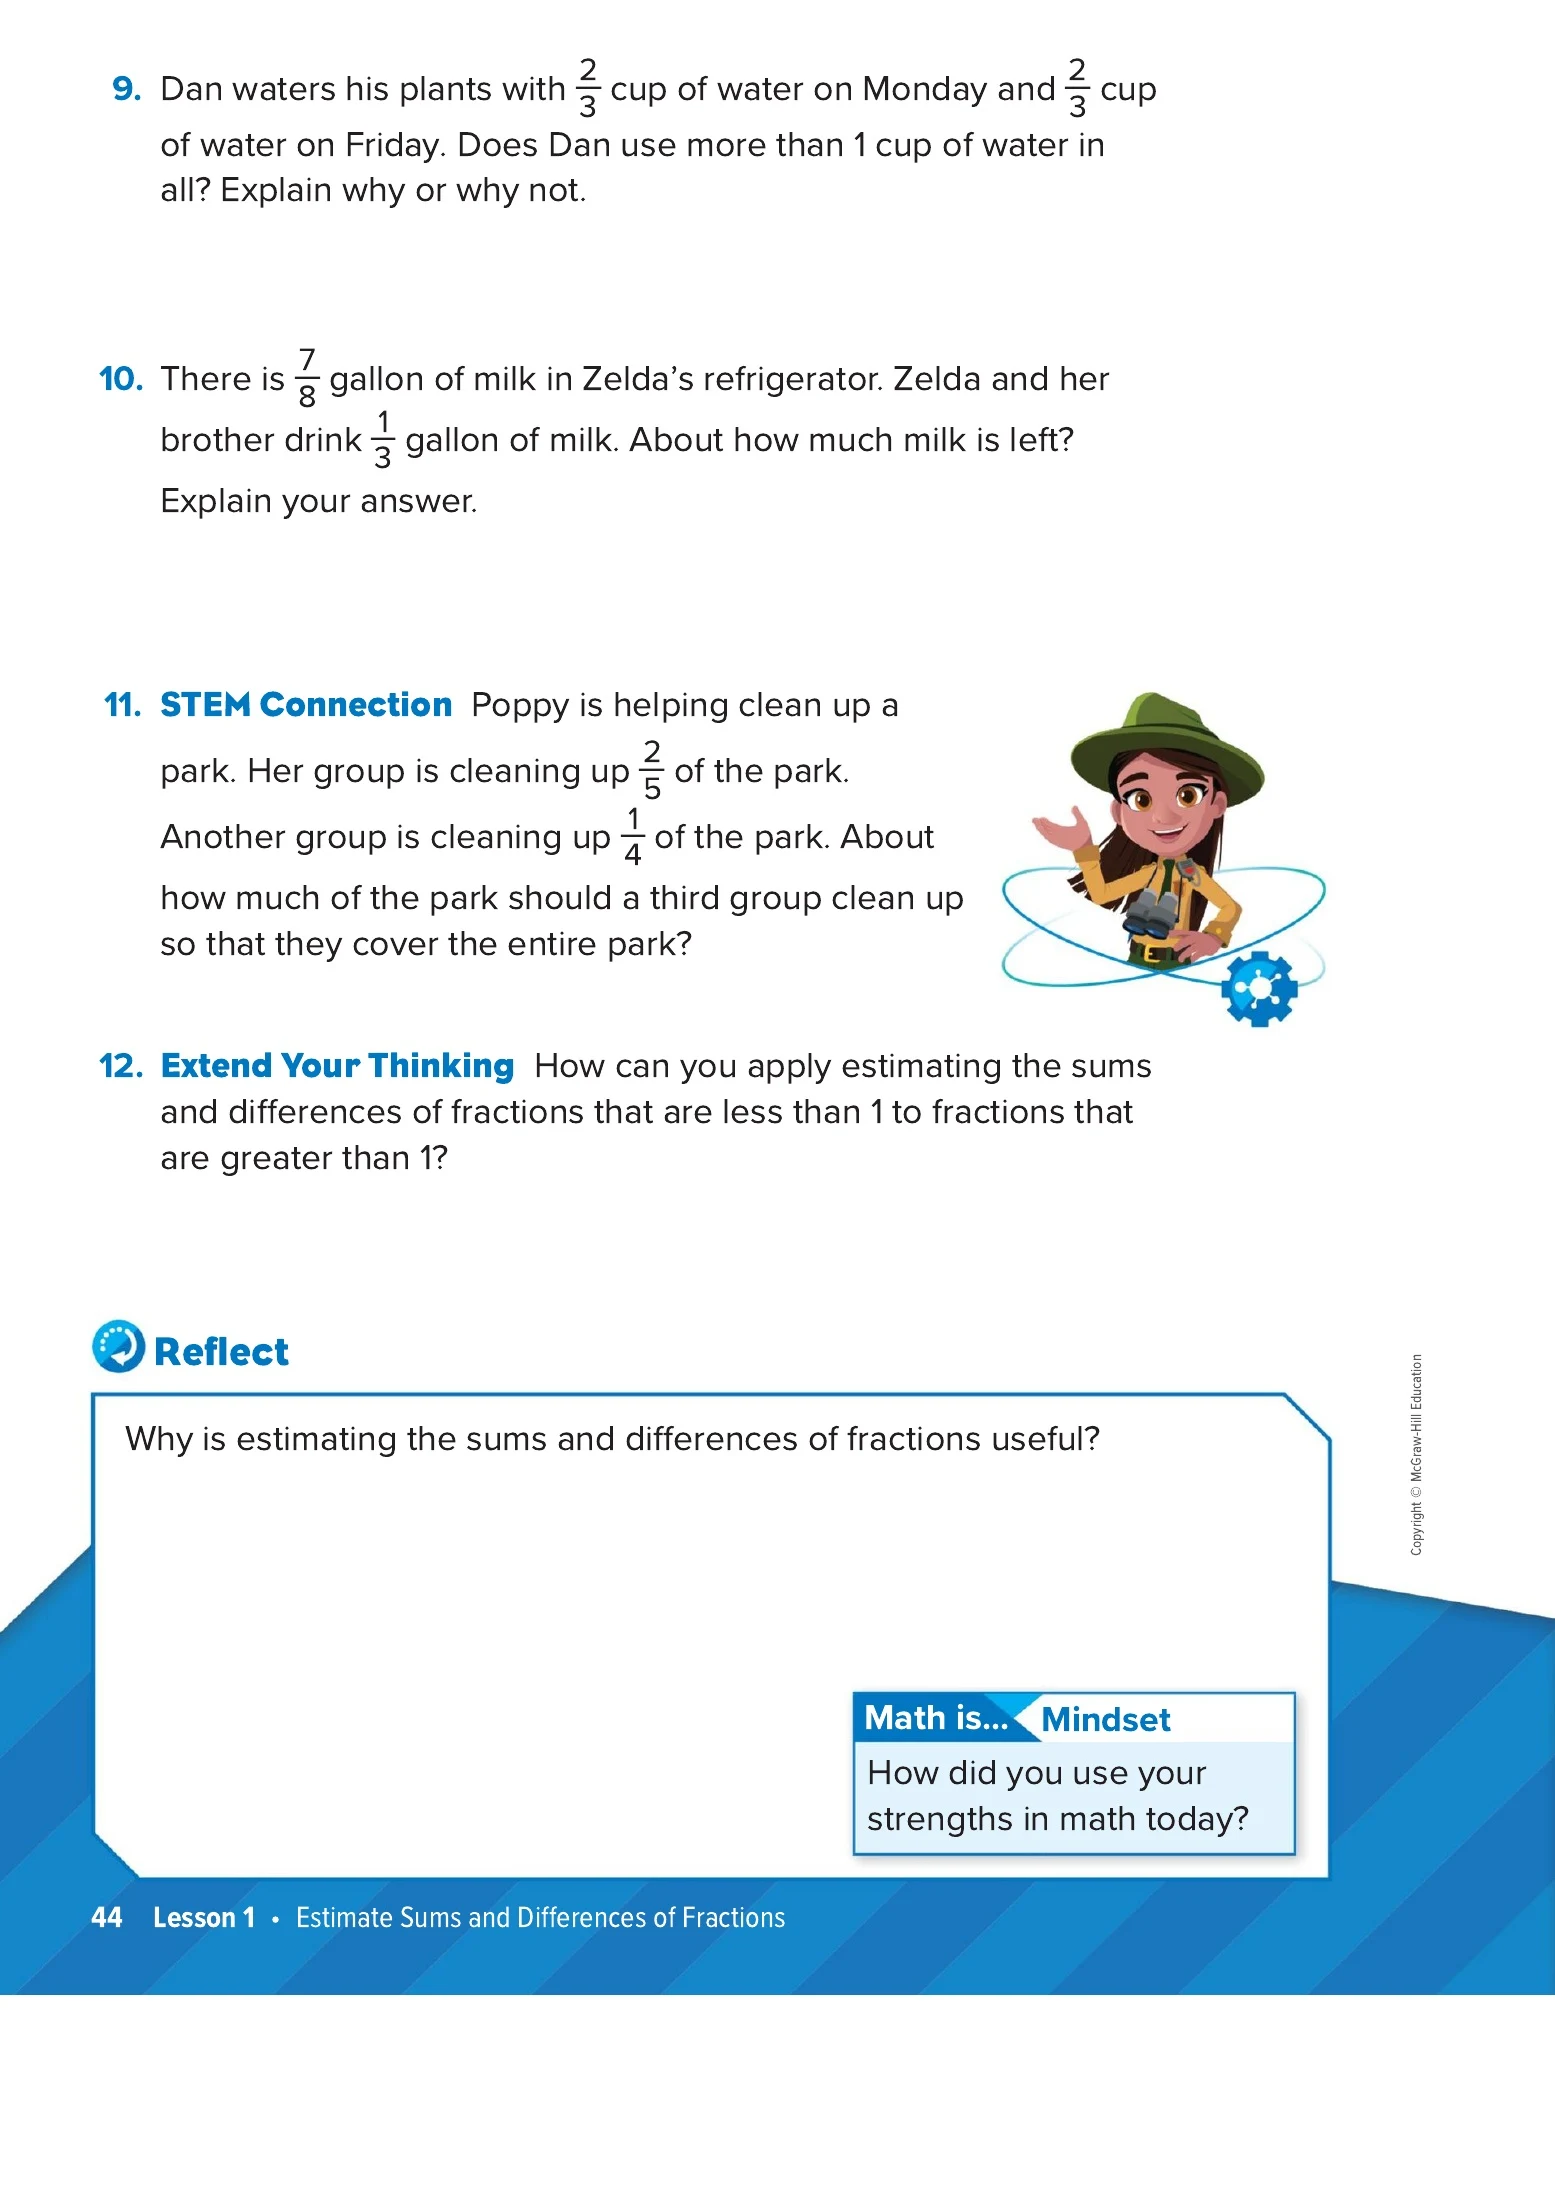 9. Dan waters his plants with 2/3 cup of water on Monday and 2/3 cup
of water on Friday. Does Dan use more than 1 cup of water in
all? Explain why or why not.
10. There is 7/8 gallon of milk in Zelda’s refrigerator. Zelda and her
brother drink 1/3 gallon of milk. About how much milk is left?
Explain your answer.
11. STEM Connection Poppy is helping clean up a
park. Her group is cleaning up 2/5 of the park.
Another group is cleaning up 1/4 of the park. About
how much of the park should a third group clean up
so that they cover the entire park?
12. Extend Your Thinking How can you apply estimating the sums
and differences of fractions that are less than 1 to fractions that
are greater than 1?
Reflect
Why is estimating the sums and differences of fractions useful?
Math is... Mindset
How did you use your
strengths in math today?
Copyright © McGraw-Hill Education
44 Lesson 1 • Estimate Sums and Differences of Fractions